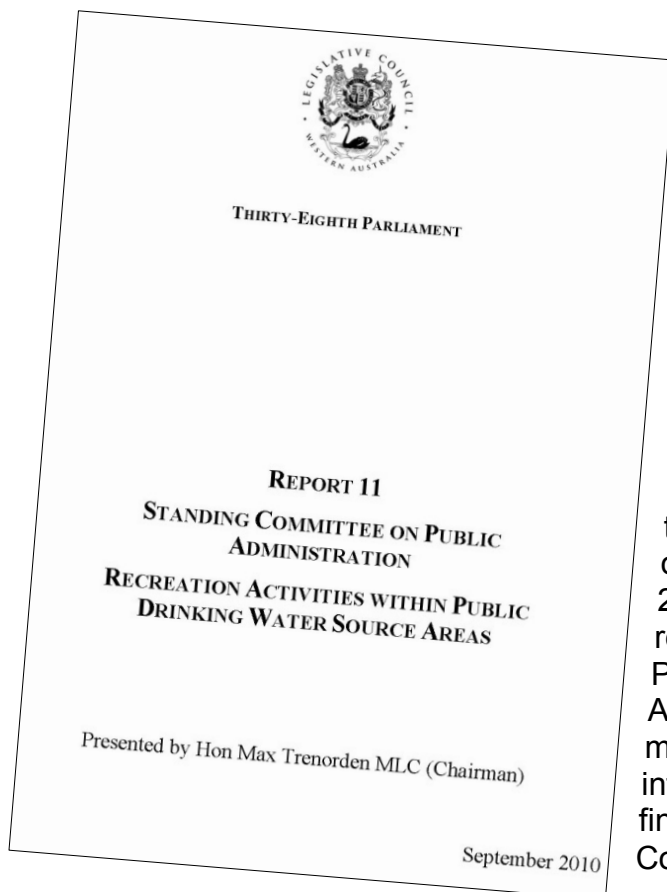 LEGISLATIVE COUNCIL
WESTERN AUSTRALIA
THIRTY-EIGHTH PARLIAMENT
REPORT 11
STANDING COMMITTEE ON PUBLIC
ADMINISTRATION
RECREATION ACTIVITIES WITHIN PUBLIC
DRINKING WATER SOURCE AREAS
Presented by Hon Max Trenorden MLC (Chairman)
September 2010